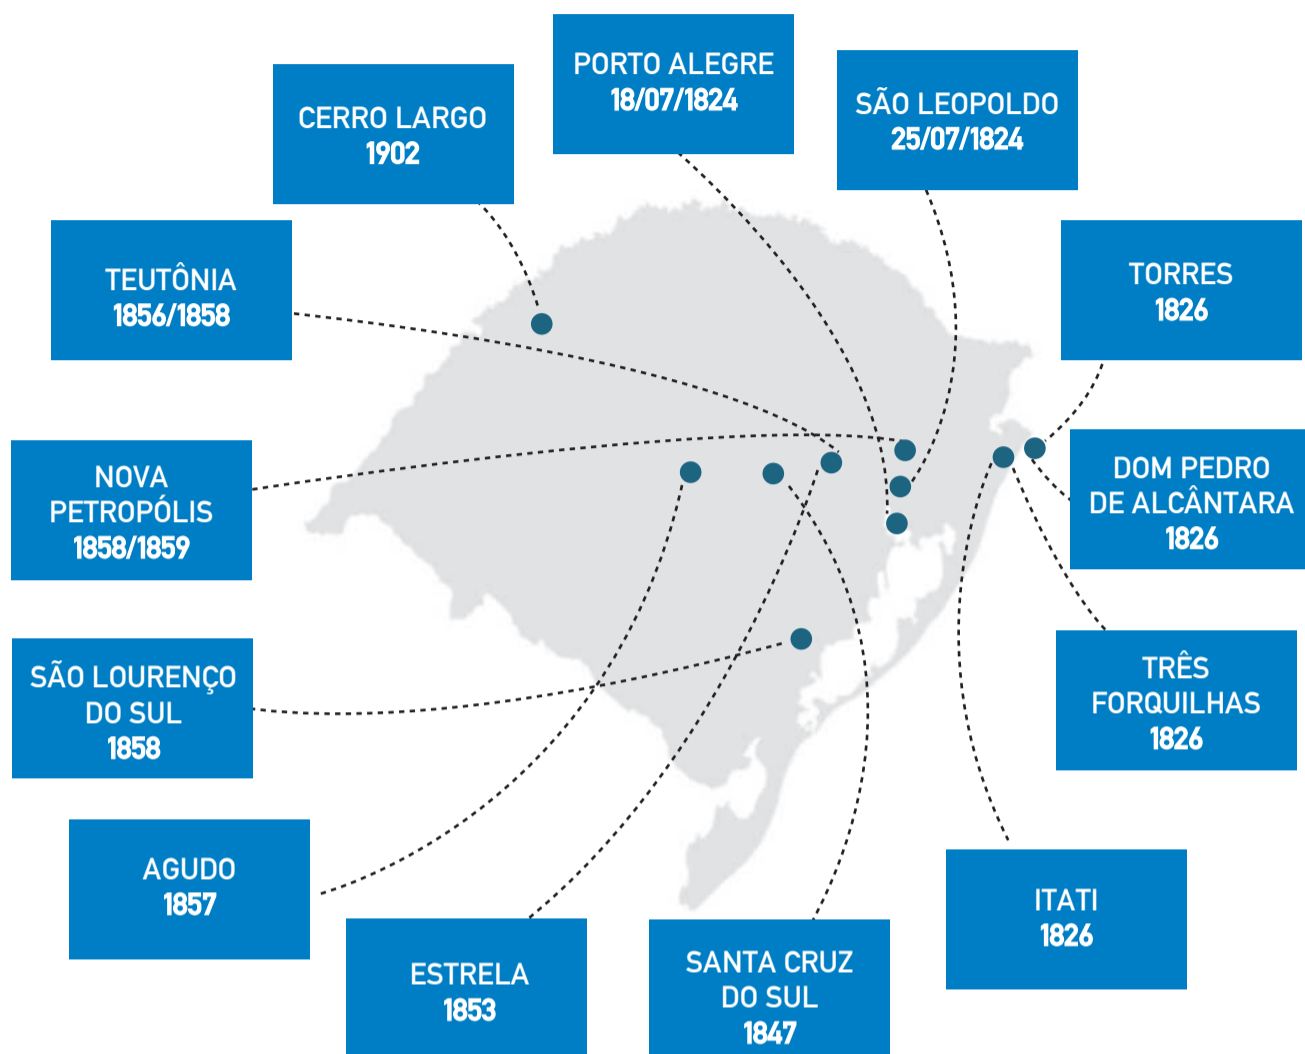 PORTO ALEGRE
18/07/1824
SÃO LEOPOLDO
25/07/1824
CERRO LARGO
1902
TEUTÔNIA
1856/1858
TORRES
1826
NOVA
PETROPÓLIS
1858/1859
DOM PEDRO
DE ALCÂNTARA
1826
SÃO LOURENÇO
DO SUL
1858
TRÊS
FORQUILHAS
1826
AGUDO
1857
ITATI
1826
ESTRELA
1853
SANTA CRUZ
DO SUL
1847